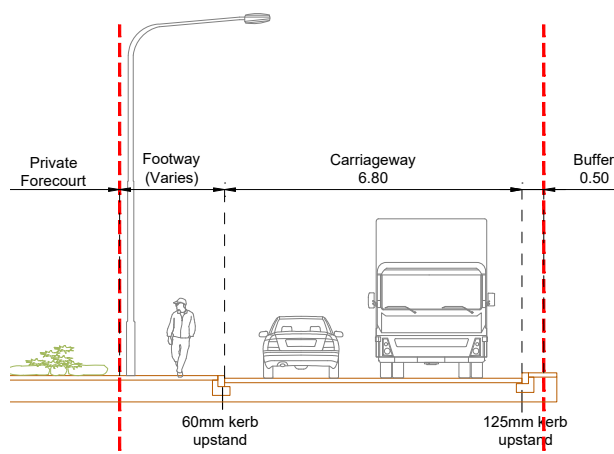 Private
Forecourt
Footway
(Varies)
Carriageway
6.80
Buffer
0.50
60mm kerb
upstand
125mm kerb
upstand